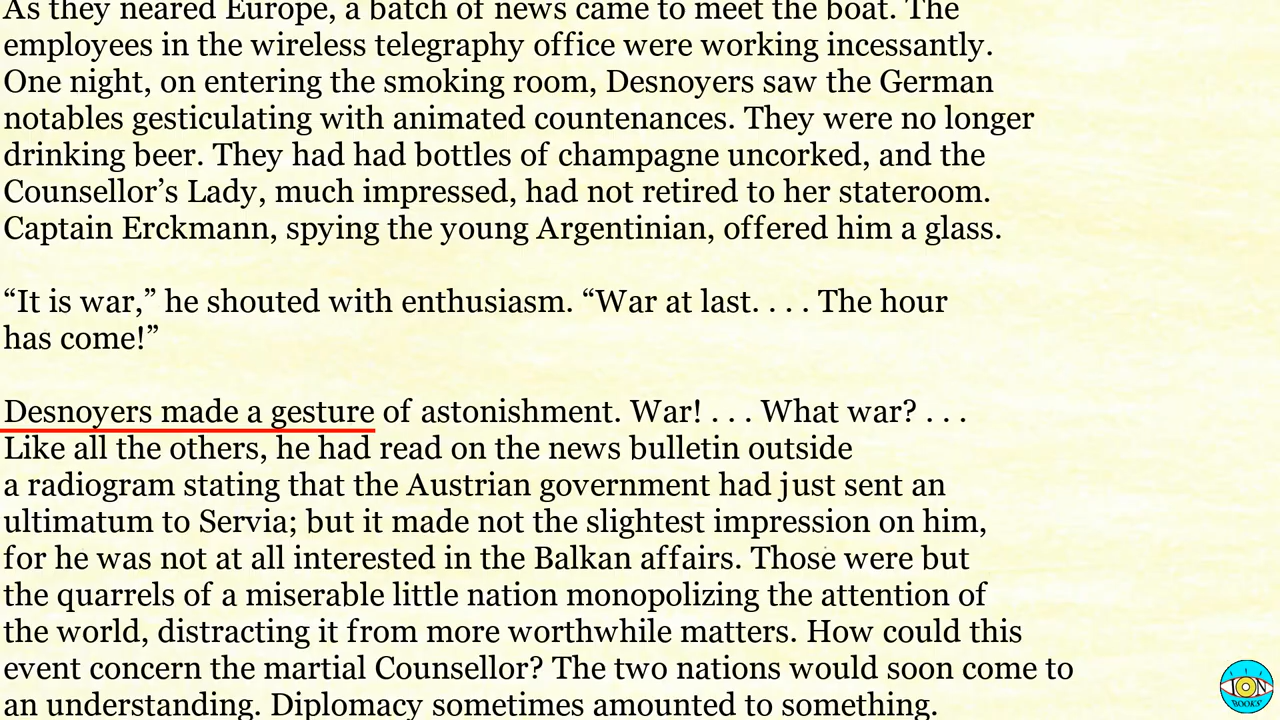 As they neared Europe, a batch of news came to meet the boat. The
employees in the wireless telegraphy office were working incessantly.
One night, on entering the smoking room, Desnoyers saw the German
notables gesticulating with animated countenances. They were no longer
drinking beer. They had had bottles of champagne uncorked, and the
Counsellor’s Lady, much impressed, had not retired to her stateroom.
Captain Erckmann, spying the young Argentinian, offered him a glass.
“It is war,” he shouted with enthusiasm. “War at last. . . . The hour
has come!”
Desnoyers made a gesture of astonishment. War! . . . What war? . . .
Like all the others, he had read on the news bulletin outside
a radiogram stating that the Austrian government had just sent an
ultimatum to Servia; but it made not the slightest impression on him,
for he was not at all interested in the Balkan affairs. Those were but
the quarrels of a miserable little nation monopolizing the attention of
the world, distracting it from more worthwhile matters. How could this
event concern the martial Counsellor? The two nations would soon come to
an understanding. Diplomacy sometimes amounted to something.
ION
BOOKS